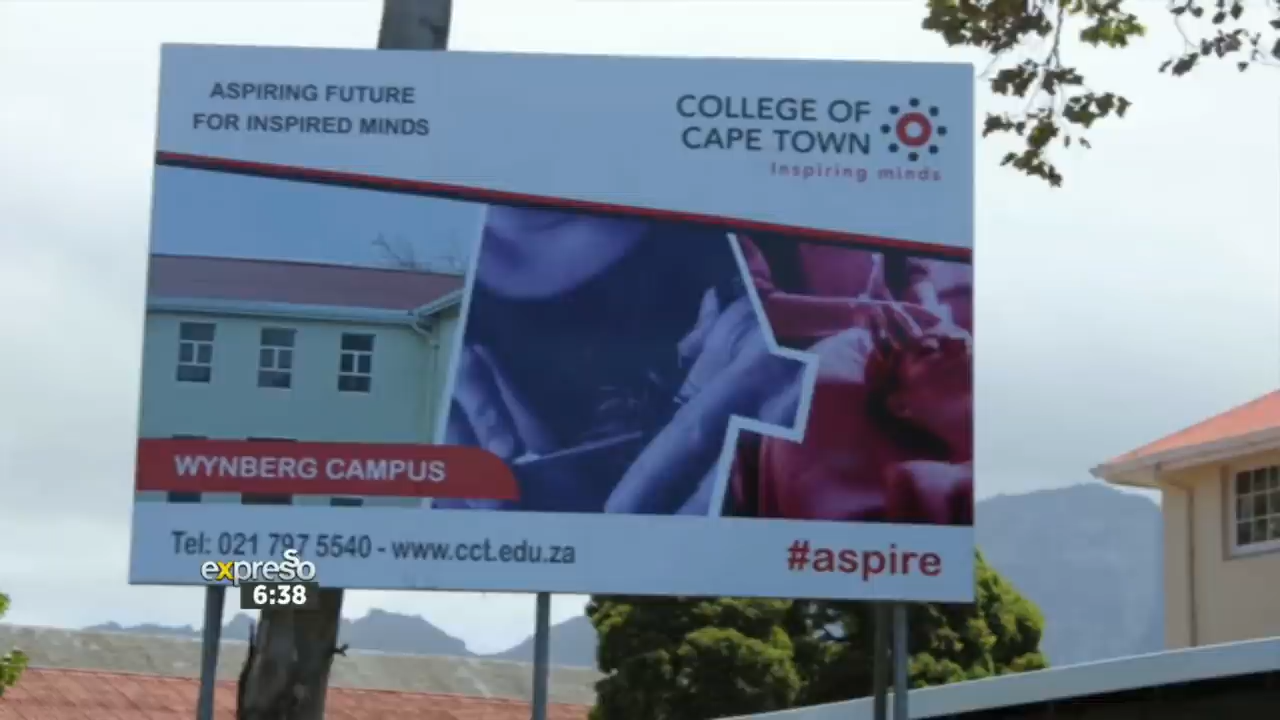 ASPIRING FUTURE
FOR INSPIRED MINDS
COLLEGE OF
CAPE TOWN
Inspiring minds
WYNBERG CAMPUS
Tel: 021 797 5540 - www.cct.edu.za
#aspire
expresso
6:38